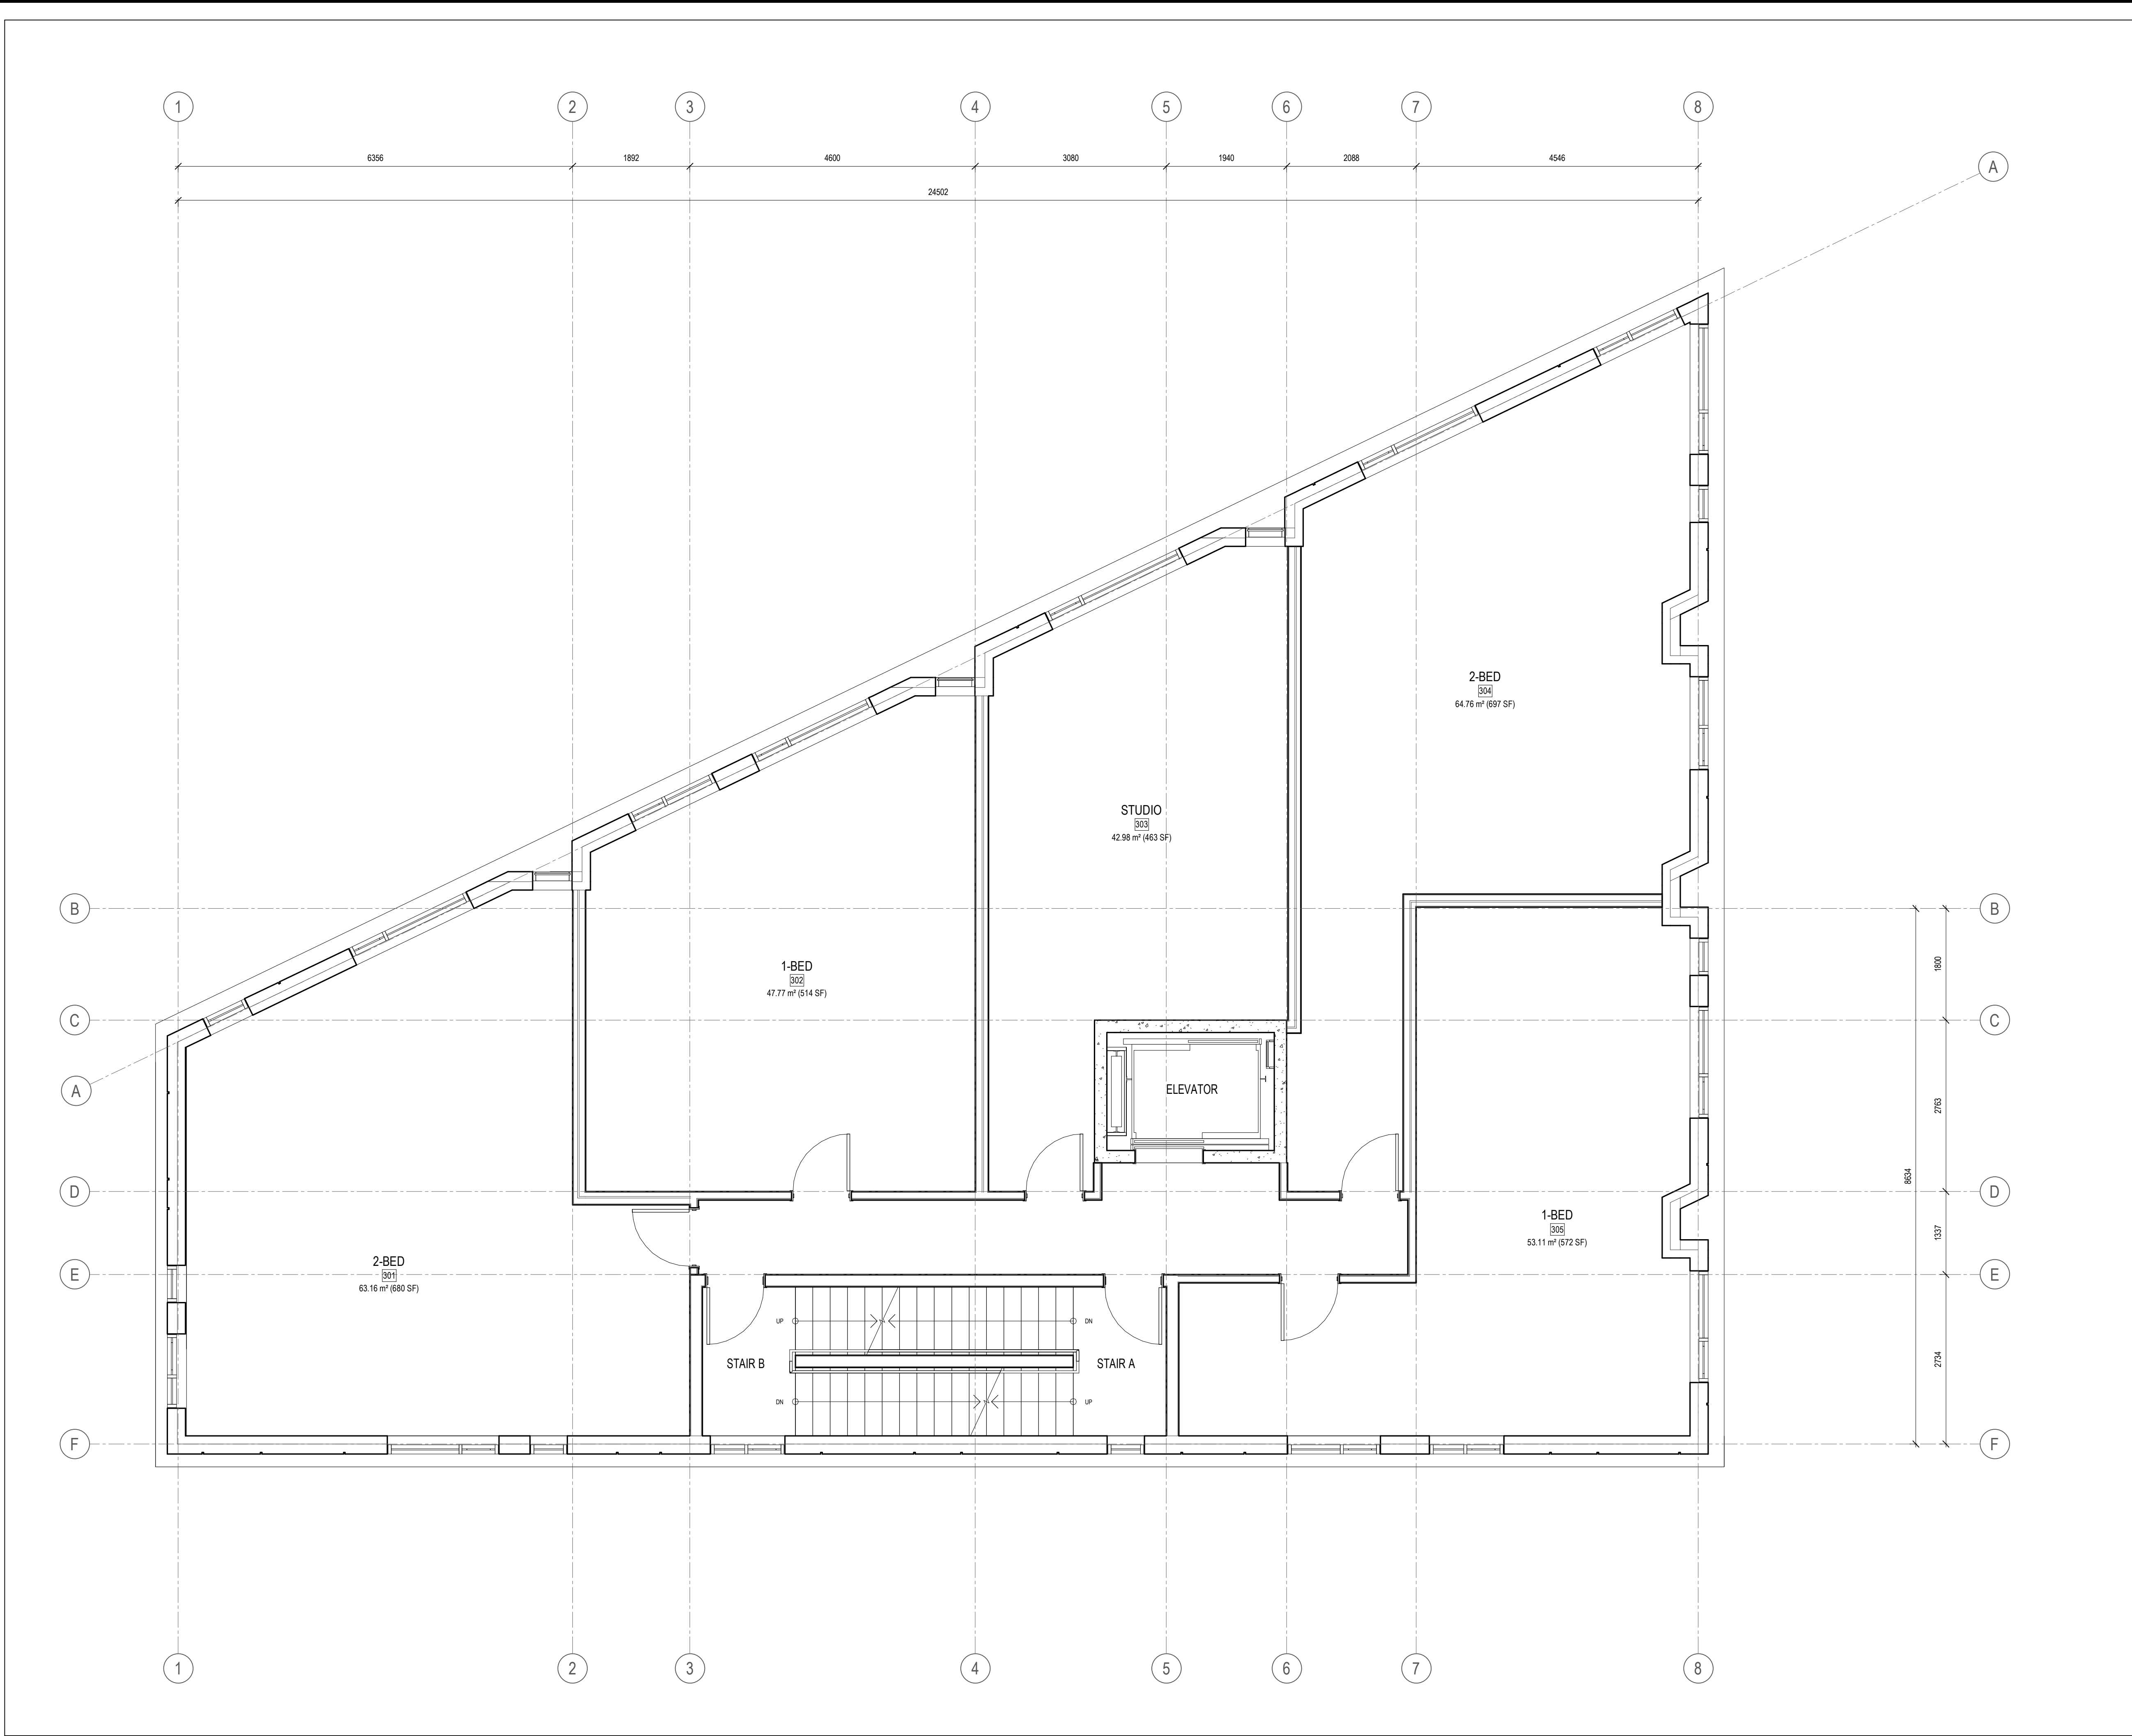 1 2 3 4 5 6 7 8
6356 1892 4600 3080 1940 2088 4546
24502
A
2-BED
304
64.76 m² (697 SF)
STUDIO
303
42.98 m² (463 SF)
B B
1-BED
302
47.77 m² (514 SF)
1800
C C
A
ELEVATOR
2763
8634
D D
1-BED
305
53.11 m² (572 SF)
1337
2-BED
301
63.16 m² (680 SF)
E E
UP DN
STAIR B STAIR A
2734
DN UP
F F
1 2 3 4 5 6 7 8